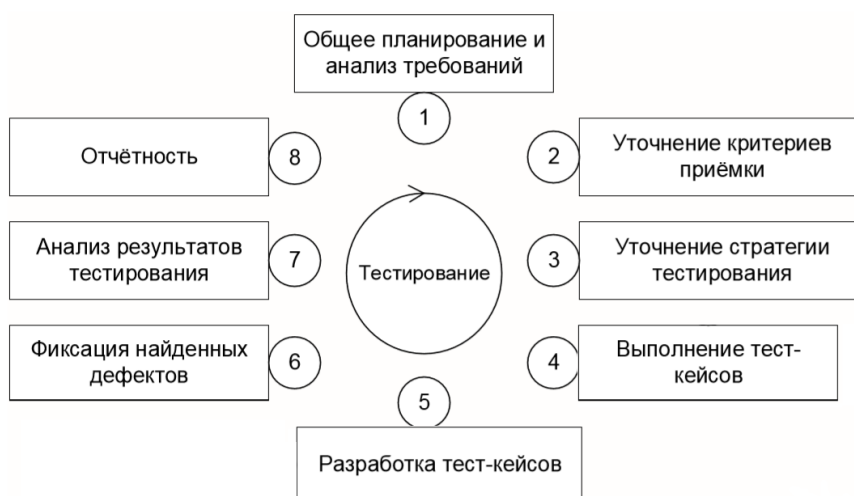 Общее планирование и
анализ требований
1
2
Уточнение критериев
приёмки
3
Уточнение стратегии
тестирования
4
Выполнение тест-
кейсов
5
Разработка тест-кейсов
6
Фиксация найденных
дефектов
7
Анализ результатов
тестирования
8
Отчётность
Тестирование